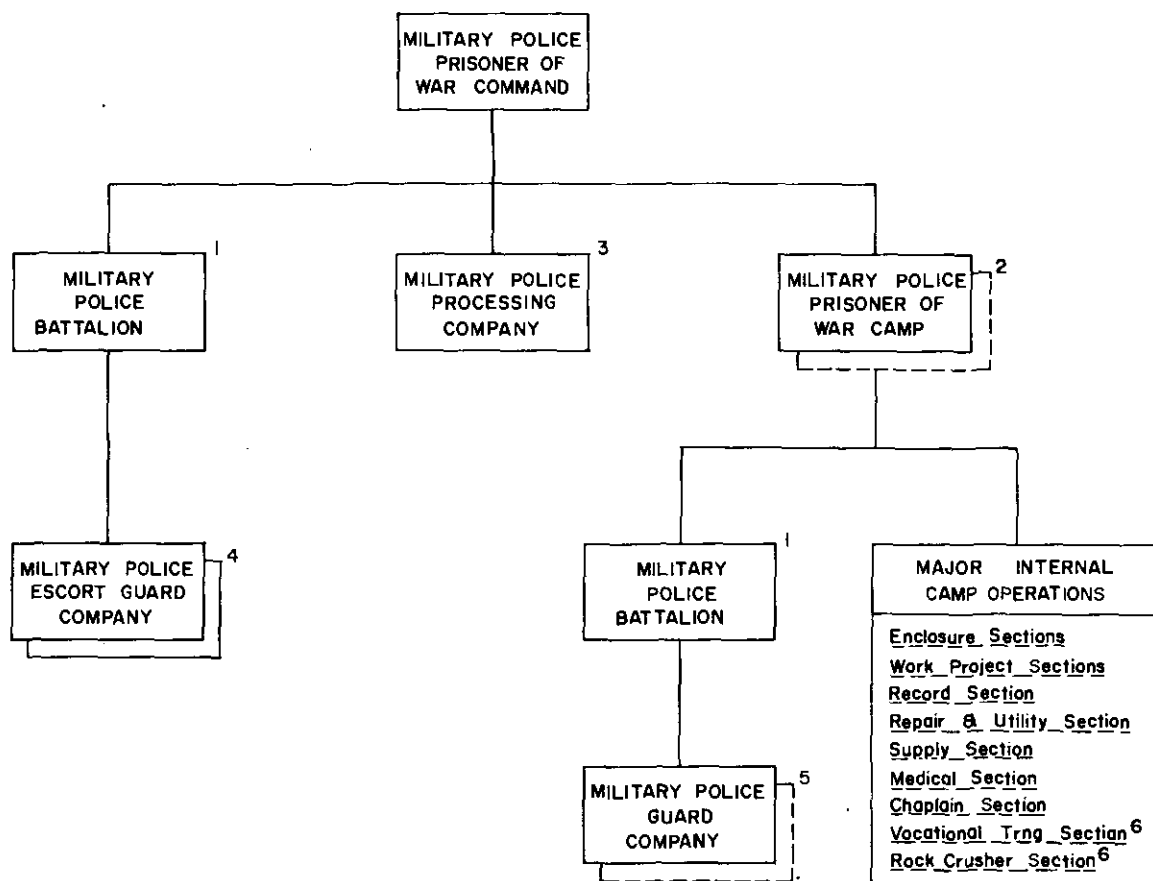 MILITARY POLICE
PRISONER OF
WAR COMMAND
1
MILITARY
POLICE
BATTALION
3
MILITARY POLICE
PROCESSING
COMPANY
2
MILITARY POLICE
PRISONER OF
WAR CAMP
4
MILITARY POLICE
ESCORT GUARD
COMPANY
1
MILITARY
POLICE
BATTALION
MAJOR INTERNAL
CAMP OPERATIONS
Enclosure Sections
Work Project Sections
Record Section
Repair & Utility Section
Supply Section
Medical Section
Chaplain Section
Vocational Trng Section 6
Rock Crusher Section 6
5
MILITARY POLICE
GUARD
COMPANY